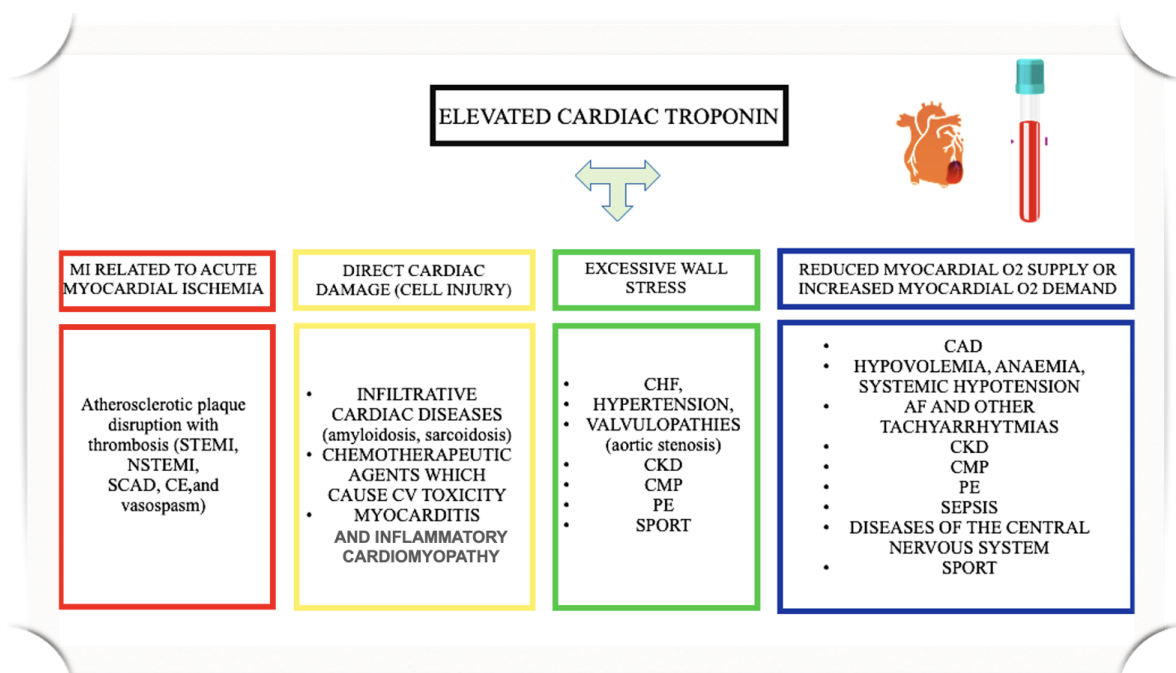 ELEVATED CARDIAC TROPONIN
MI RELATED TO ACUTE
MYOCARDIAL ISCHEMIA
Atherosclerotic plaque
disruption with
thrombosis (STEMI,
NSTEMI,
SCAD, CE,and
vasospasm)
DIRECT CARDIAC
DAMAGE (CELL INJURY)
• INFILTRATIVE
CARDIAC DISEASES
(amyloidosis, sarcoidosis)
• CHEMOTHERAPEUTIC
AGENTS WHICH
CAUSE CV TOXICITY
• MYOCARDITIS
AND INFLAMMATORY
CARDIOMYOPATHY
EXCESSIVE WALL
STRESS
• CHF,
• HYPERTENSION,
• VALVULOPATHIES
(aortic stenosis)
• CKD
• CMP
• PE
• SPORT
REDUCED MYOCARDIAL O2 SUPPLY OR
INCREASED MYOCARDIAL O2 DEMAND
• CAD
• HYPOVOLEMIA, ANAEMIA,
SYSTEMIC HYPOTENSION
• AF AND OTHER
TACHYARRHYTMIAS
• CKD
• CMP
• PE
• SEPSIS
• DISEASES OF THE CENTRAL
NERVOUS SYSTEM
• SPORT